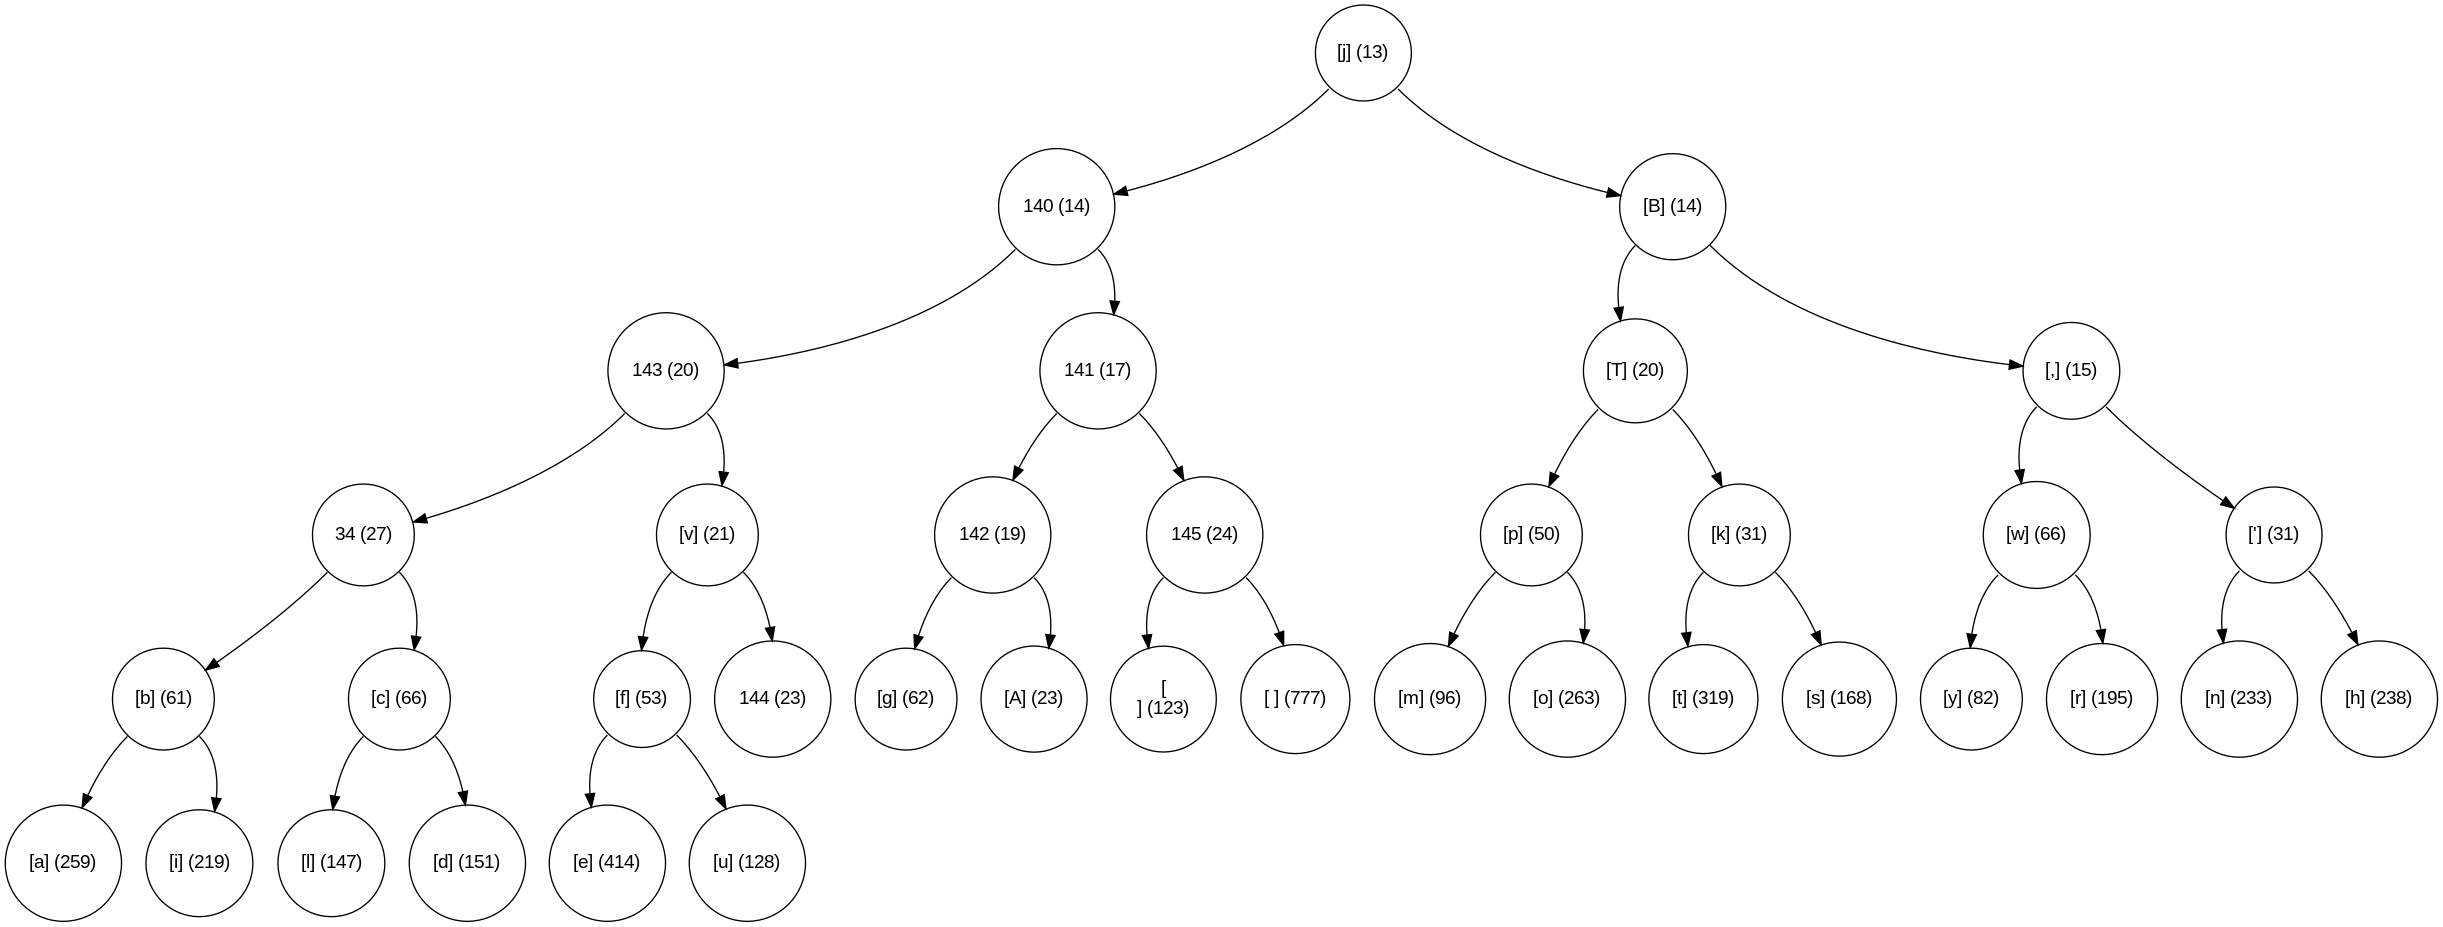 [j] (13)
140 (14)
[B] (14)
143 (20)
141 (17)
[T] (20)
[,] (15)
34 (27)
[v] (21)
142 (19)
145 (24)
[p] (50)
[k] (31)
[w] (66)
['] (31)
[b] (61)
[c] (66)
[f] (53)
144 (23)
[g] (62)
[A] (23)
[
] (123)
[ ] (777)
[m] (96)
[o] (263)
[t] (319)
[s] (168)
[y] (82)
[r] (195)
[n] (233)
[h] (238)
[a] (259)
[i] (219)
[l] (147)
[d] (151)
[e] (414)
[u] (128)